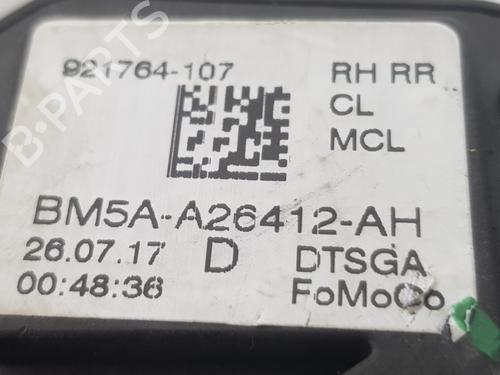 921764-107
RH RR
CL
MCL
BM5A-A26412-AH
26.07.17 D DTSGA
00:48:36 FoMoCo
B-PARTS